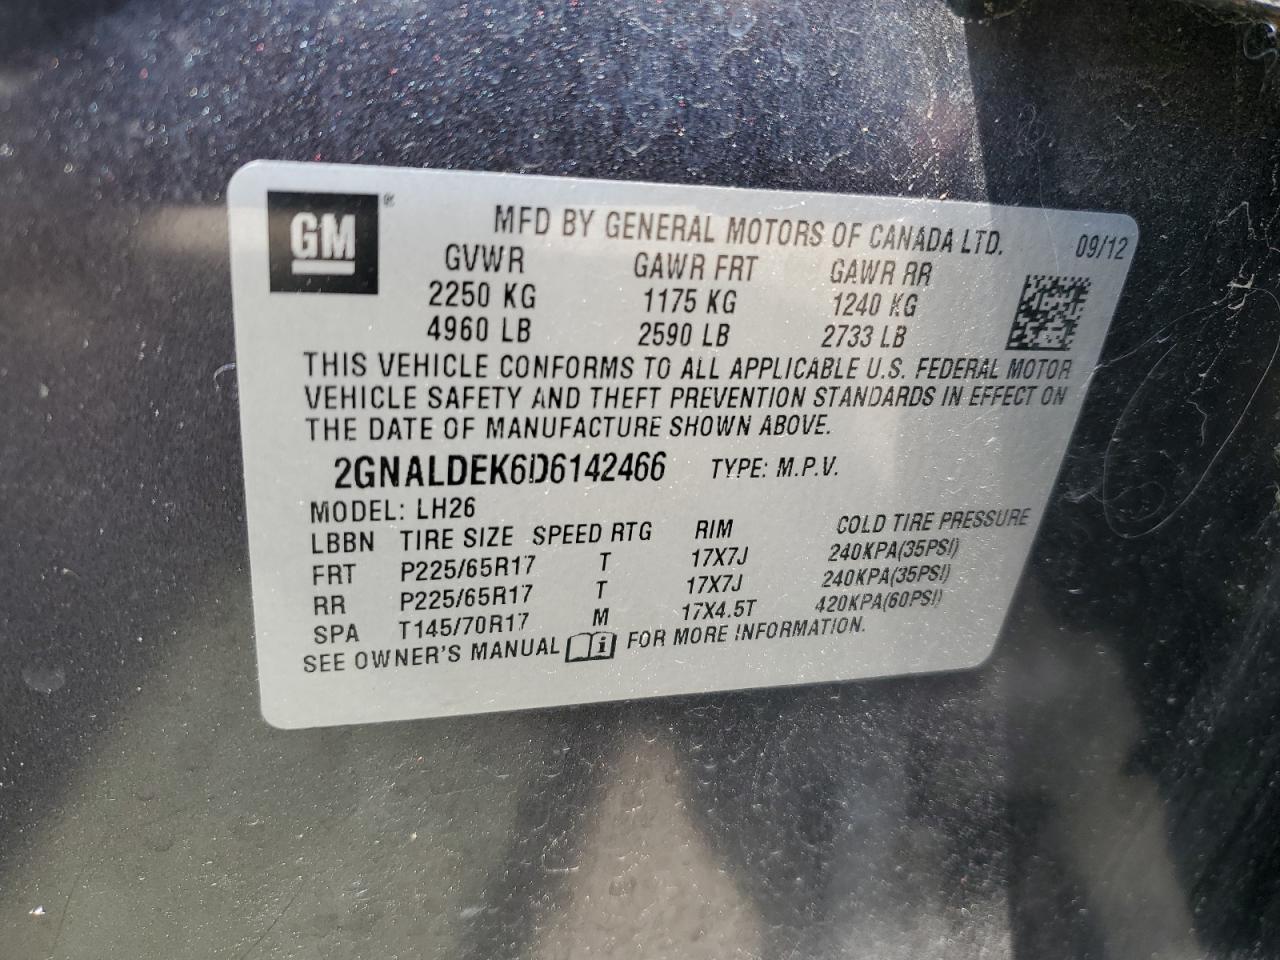 GM®
MFD BY GENERAL MOTORS OF CANADA LTD. 09/12
GVWR GAWR FRT GAWR RR
2250 KG 1175 KG 1240 KG
4960 LB 2590 LB 2733 LB
THIS VEHICLE CONFORMS TO ALL APPLICABLE U.S. FEDERAL MOTOR
VEHICLE SAFETY AND THEFT PREVENTION STANDARDS IN EFFECT ON
THE DATE OF MANUFACTURE SHOWN ABOVE.
2GNALDEK6D6142466 TYPE: M.P.V.
MODEL: LH26
LBBN TIRE SIZE SPEED RTG RIM COLD TIRE PRESSURE
FRT P225/65R17 T 17X7J 240KPA(35PSI)
RR P225/65R17 T 17X7J 240KPA(35PSI)
SPA T145/70R17 M 17X4.5T 420KPA(60PSI)
SEE OWNER'S MANUAL i FOR MORE INFORMATION.